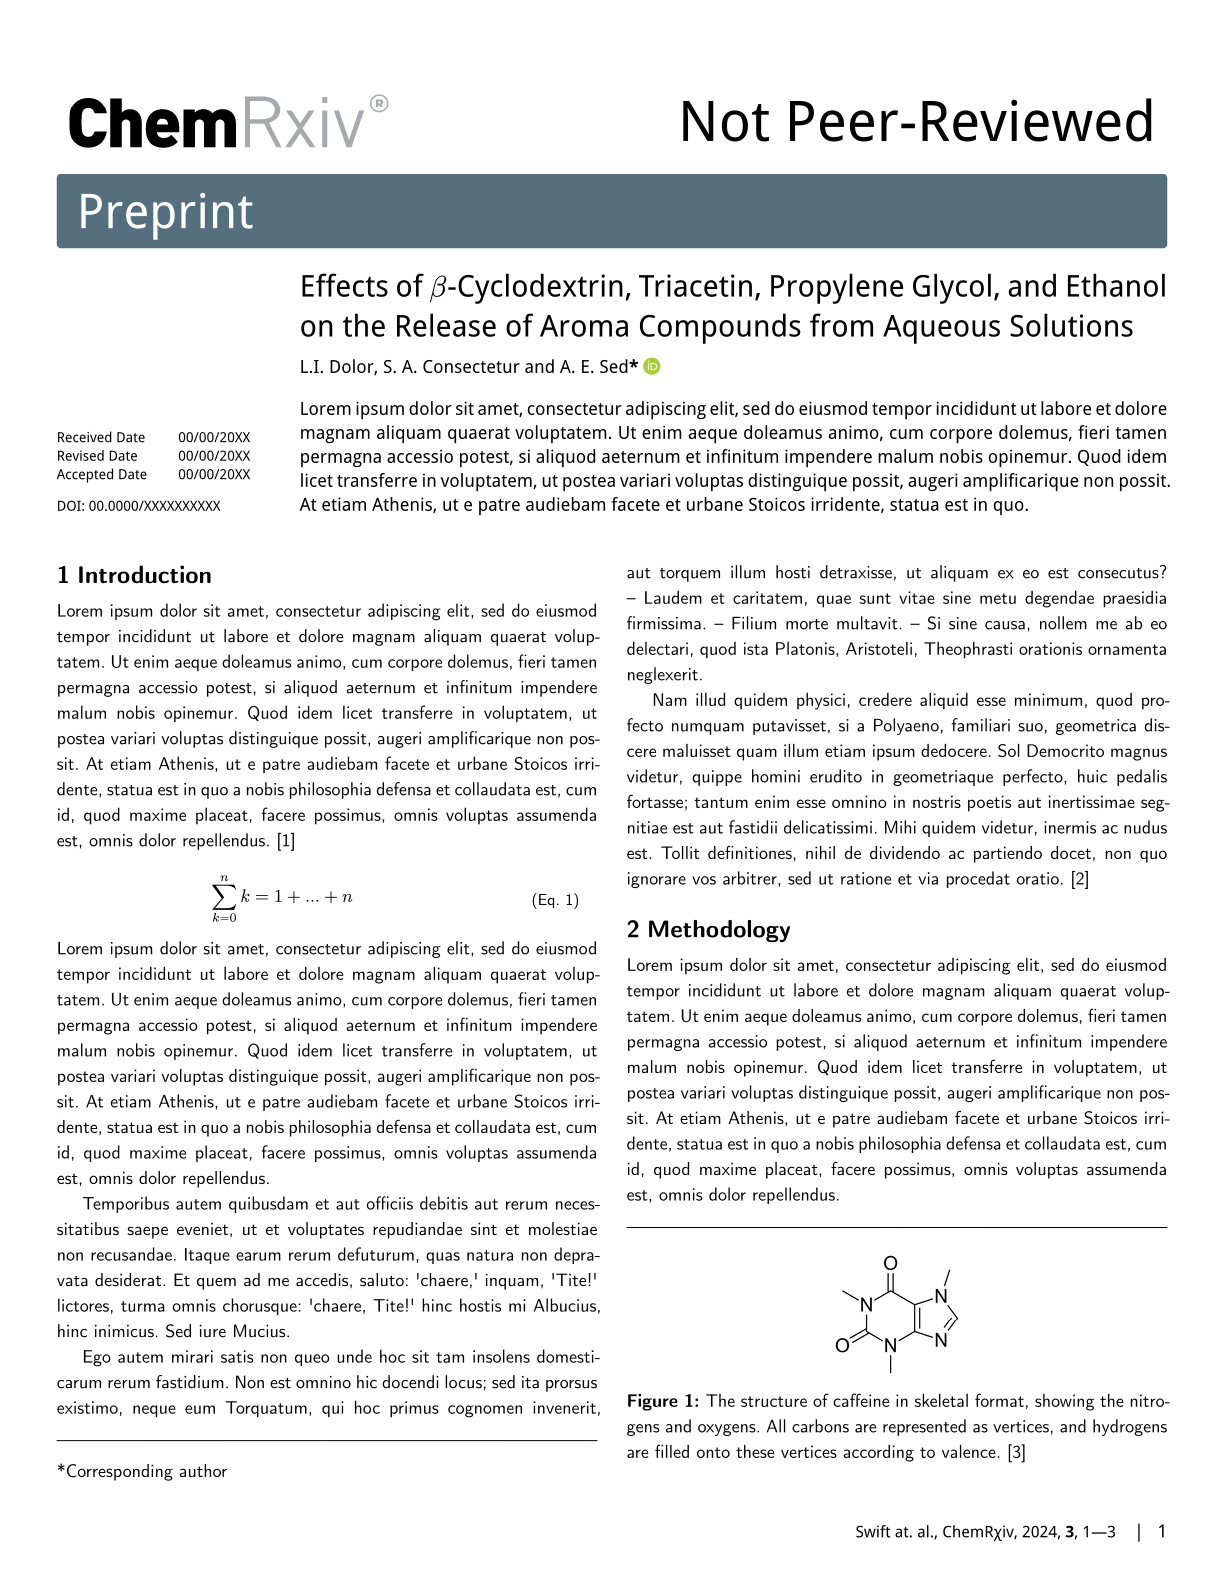 ChemRxiv®
Not Peer-Reviewed
Preprint
Effects of β-Cyclodextrin, Triacetin, Propylene Glycol, and Ethanol
on the Release of Aroma Compounds from Aqueous Solutions
L.I. Dolor, S. A. Consectetur and A. E. Sed* iD
Received Date 00/00/20XX
Revised Date 00/00/20XX
Accepted Date 00/00/20XX
DOI: 00.0000/XXXXXXXXXX
Lorem ipsum dolor sit amet, consectetur adipiscing elit, sed do eiusmod tempor incididunt ut labore et dolore
magnam aliquam quaerat voluptatem. Ut enim aeque doleamus animo, cum corpore dolemus, fieri tamen
permagna accessio potest, si aliquod aeternum et infinitum impendere malum nobis opinemur. Quod idem
licet transferre in voluptatem, ut postea variari voluptas distinguique possit, augeri amplificarique non possit.
At etiam Athenis, ut e patre audiebam facete et urbane Stoicos irridente, statua est in quo.
1 Introduction
Lorem ipsum dolor sit amet, consectetur adipiscing elit, sed do eiusmod
tempor incididunt ut labore et dolore magnam aliquam quaerat volup-
tatem. Ut enim aeque doleamus animo, cum corpore dolemus, fieri tamen
permagna accessio potest, si aliquod aeternum et infinitum impendere
malum nobis opinemur. Quod idem licet transferre in voluptatem, ut
postea variari voluptas distinguique possit, augeri amplificarique non pos-
sit. At etiam Athenis, ut e patre audiebam facete et urbane Stoicos irri-
dente, statua est in quo a nobis philosophia defensa et collaudata est, cum
id, quod maxime placeat, facere possimus, omnis voluptas assumenda
est, omnis dolor repellendus. [1]
n
∑ k = 1 + ... + n (Eq. 1)
k=0
Lorem ipsum dolor sit amet, consectetur adipiscing elit, sed do eiusmod
tempor incididunt ut labore et dolore magnam aliquam quaerat volup-
tatem. Ut enim aeque doleamus animo, cum corpore dolemus, fieri tamen
permagna accessio potest, si aliquod aeternum et infinitum impendere
malum nobis opinemur. Quod idem licet transferre in voluptatem, ut
postea variari voluptas distinguique possit, augeri amplificarique non pos-
sit. At etiam Athenis, ut e patre audiebam facete et urbane Stoicos irri-
dente, statua est in quo a nobis philosophia defensa et collaudata est, cum
id, quod maxime placeat, facere possimus, omnis voluptas assumenda
est, omnis dolor repellendus.
Temporibus autem quibusdam et aut officiis debitis aut rerum neces-
sitatibus saepe eveniet, ut et voluptates repudiandae sint et molestiae
non recusandae. Itaque earum rerum defuturum, quas natura non depra-
vata desiderat. Et quem ad me accedis, saluto: 'chaere,' inquam, 'Tite!'
lictores, turma omnis chorusque: 'chaere, Tite!' hinc hostis mi Albucius,
hinc inimicus. Sed iure Mucius.
Ego autem mirari satis non queo unde hoc sit tam insolens domesti-
carum rerum fastidium. Non est omnino hic docendi locus; sed ita prorsus
existimo, neque eum Torquatum, qui hoc primus cognomen invenerit,
*Corresponding author
aut torquem illum hosti detraxisse, ut aliquam ex eo est consecutus?
– Laudem et caritatem, quae sunt vitae sine metu degendae praesidia
firmissima. – Filium morte multavit. – Si sine causa, nollem me ab eo
delectari, quod ista Platonis, Aristoteli, Theophrasti orationis ornamenta
neglexerit.
Nam illud quidem physici, credere aliquid esse minimum, quod pro-
fecto numquam putavisset, si a Polyaeno, familiari suo, geometrica dis-
cere maluisset quam illum etiam ipsum dedocere. Sol Democrito magnus
videtur, quippe homini erudito in geometriaque perfecto, huic pedalis
fortasse; tantum enim esse omnino in nostris poetis aut inertissimae seg-
nitiae est aut fastidii delicatissimi. Mihi quidem videtur, inermis ac nudus
est. Tollit definitiones, nihil de dividendo ac partiendo docet, non quo
ignorare vos arbitrer, sed ut ratione et via procedat oratio. [2]
2 Methodology
Lorem ipsum dolor sit amet, consectetur adipiscing elit, sed do eiusmod
tempor incididunt ut labore et dolore magnam aliquam quaerat volup-
tatem. Ut enim aeque doleamus animo, cum corpore dolemus, fieri tamen
permagna accessio potest, si aliquod aeternum et infinitum impendere
malum nobis opinemur. Quod idem licet transferre in voluptatem, ut
postea variari voluptas distinguique possit, augeri amplificarique non pos-
sit. At etiam Athenis, ut e patre audiebam facete et urbane Stoicos irri-
dente, statua est in quo a nobis philosophia defensa et collaudata est, cum
id, quod maxime placeat, facere possimus, omnis voluptas assumenda
est, omnis dolor repellendus.
O
N N
O N N
Figure 1: The structure of caffeine in skeletal format, showing the nitro-
gens and oxygens. All carbons are represented as vertices, and hydrogens
are filled onto these vertices according to valence. [3]
Swift at. al., ChemRχiv, 2024, 3, 1—3 | 1